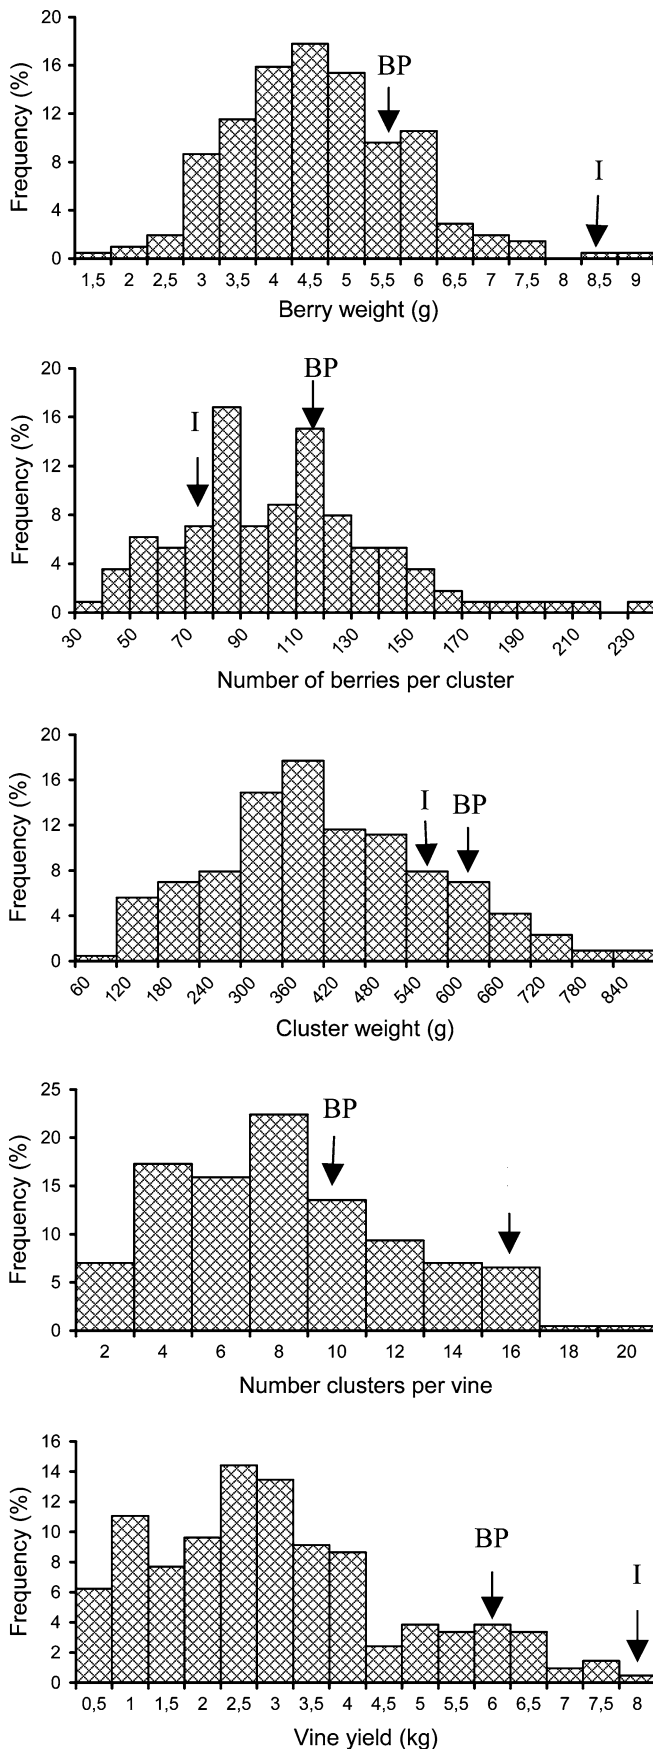 20
16
12
8
4
0
Frequency (%)
BP
I
1,5 2 2,5 3 3,5 4 4,5 5 5,5 6 6,5 7 7,5 8 8,5 9
Berry weight (g)
20
16
12
8
4
0
Frequency (%)
I
BP
30 50 70 90 110 130 150 170 190 210 230
Number of berries per cluster
20
16
12
8
4
0
Frequency (%)
I
BP
60 120 180 240 300 360 420 480 540 600 660 720 780 840
Cluster weight (g)
25
20
15
10
5
0
Frequency (%)
BP
2 4 6 8 10 12 14 16 18 20
Number clusters per vine
16
14
12
10
8
6
4
2
0
Frequency (%)
BP
I
0,5 1 1,5 2 2,5 3 3,5 4 4,5 5 5,5 6 6,5 7 7,5 8
Vine yield (kg)